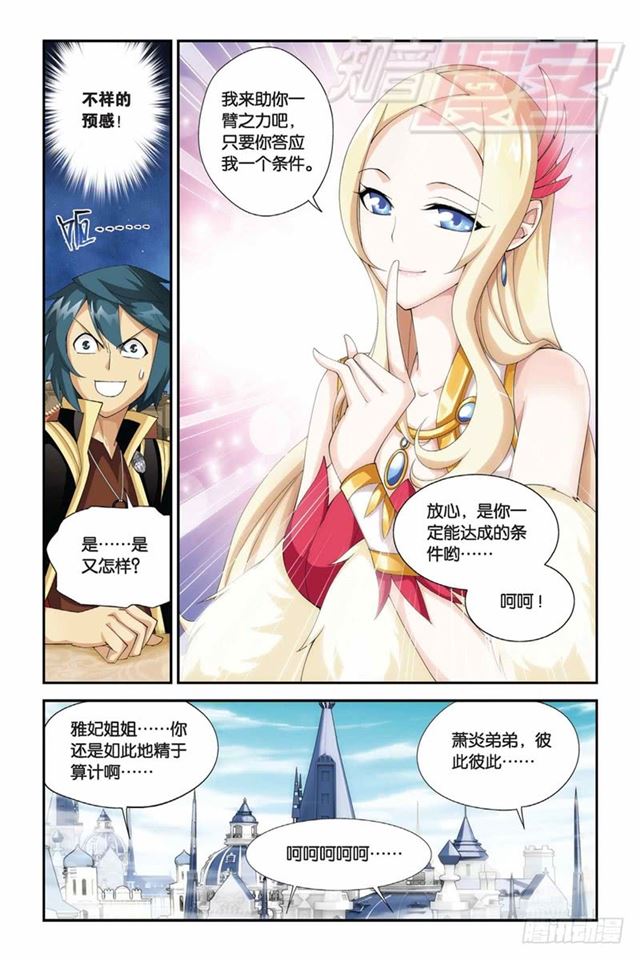 知音漫客
不祥的
预感！
呃……
我来助你一
臂之力吧，
只要你答应
我一个条件。
是……是
又怎样？
放心，是你一
定能达成的条
件哟……
呵呵！
雅妃姐姐……你
还是如此地精于
算计啊……
萧炎弟弟，彼
此彼此……
呵呵呵呵呵……
腾讯动漫